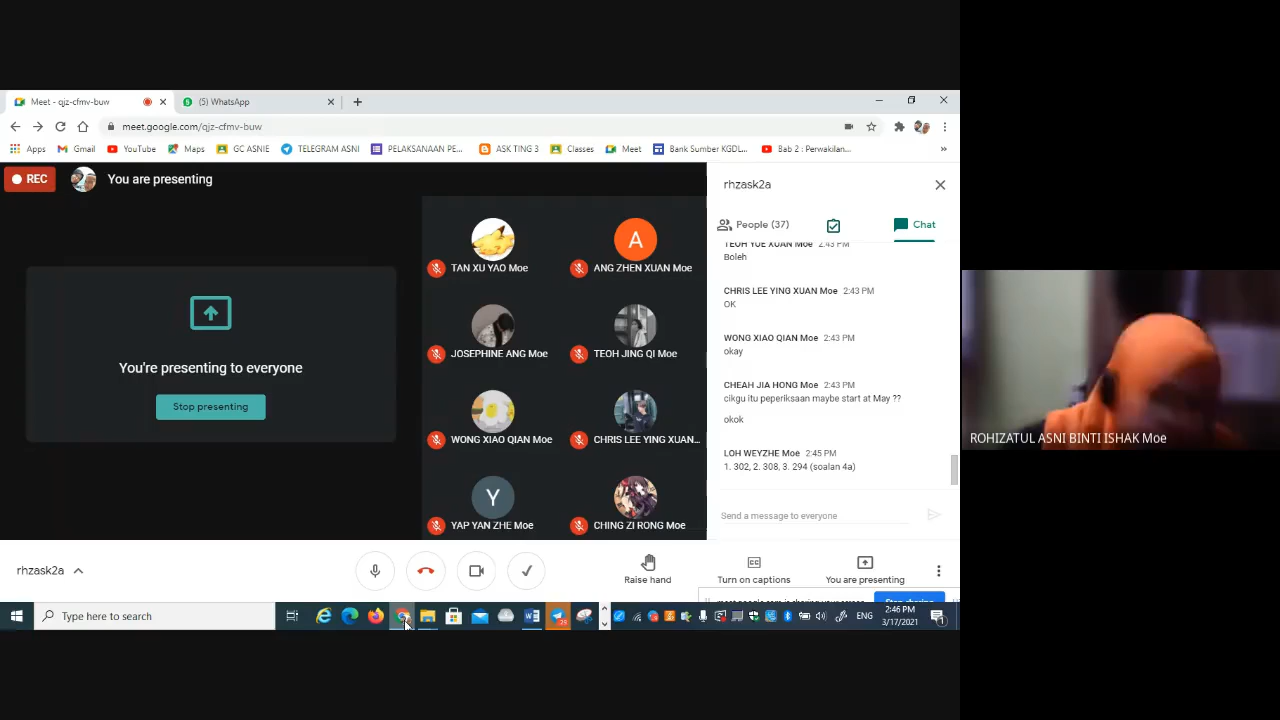 Meet - qjz-cfmv-buw
(5) WhatsApp
meet.google.com/qjz-cfmv-buw
Apps Gmail YouTube Maps GC ASNIE TELEGRAM ASNI PELAKSANAAN PE... ASK TING 3 Classes Meet Bank Sumber KGDL... Bab 2 : Perwakilan...
REC
You are presenting
You're presenting to everyone
Stop presenting
TAN XU YAO Moe
A
ANG ZHEN XUAN Moe
JOSEPHINE ANG Moe
TEOH JING QI Moe
WONG XIAO QIAN Moe
CHRIS LEE YING XUAN...
Y
YAP YAN ZHE Moe
CHING ZI RONG Moe
rhzask2a
People (37)
Chat
TEOH YUE XUAN Moe 2:43 PM
Boleh
CHRIS LEE YING XUAN Moe 2:43 PM
OK
WONG XIAO QIAN Moe 2:43 PM
okay
CHEAH JIA HONG Moe 2:43 PM
cikgu itu peperiksaan maybe start at May ??
okok
LOH WEYZHE Moe 2:45 PM
1. 302, 2. 308, 3. 294 (soalan 4a)
Send a message to everyone
ROHIZATUL ASNI BINTI ISHAK Moe
rhzask2a
Raise hand
Turn on captions
You are presenting
Type here to search
ENG
2:46 PM
3/17/2021